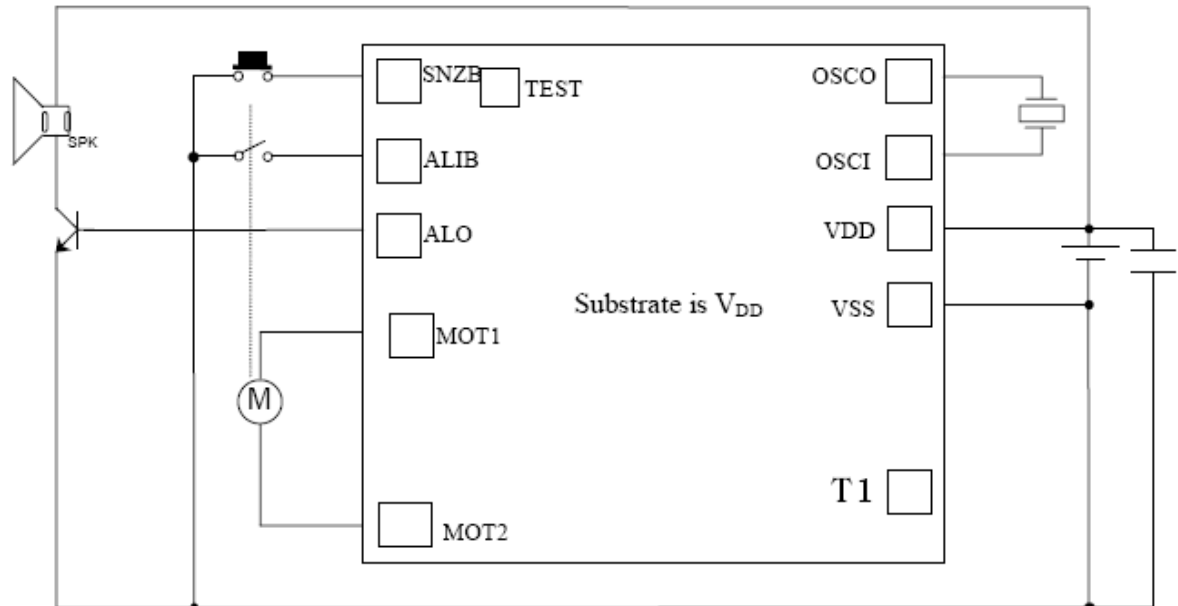 SNZB
TEST
OSCO
SPK
ALIB
OSCI
ALO
VDD
Substrate is VDD
VSS
MOT1
M
T1
MOT2